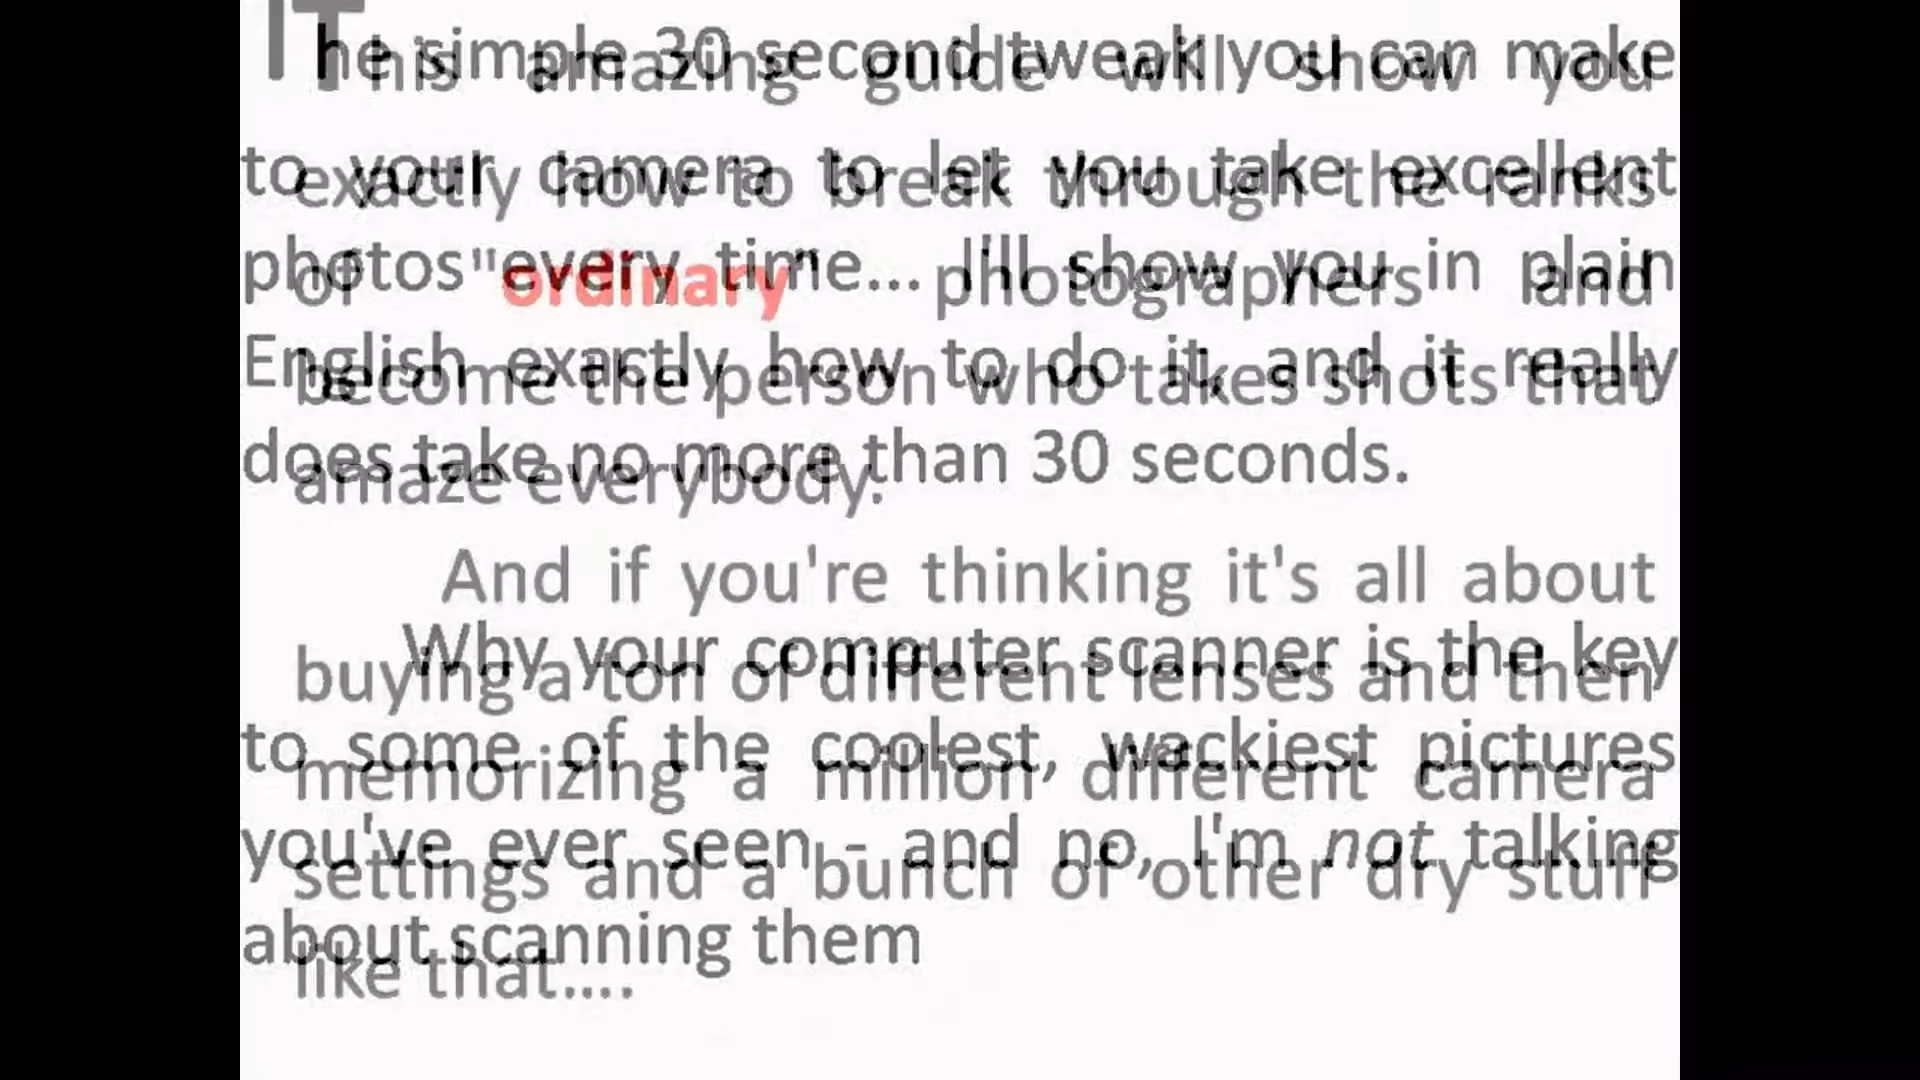 The simple 30 second tweak you can make
to your camera to let you take excellent
photos every time... I'll show you in plain
English exactly how to do it, and it really
does take no more than 30 seconds.
Why your computer scanner is the key
to some of the coolest, wackiest pictures
you've ever seen - and no, I'm not talking
about scanning them
This amazing guide will show you
exactly how to break through the ranks
of "ordinary" photographers and
become the person who takes shots that
amaze everybody.
And if you're thinking it's all about
buying a ton of different lenses and then
memorizing a million different camera
settings and a bunch of other dry stuff
like that....